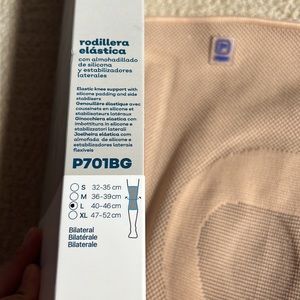 rodillera
elástica
con almohadillado
de silicona
y estabilizadores
laterales
Elastic knee support with
silicone padding and side
stabilisers
Genouillère élastique avec
coussinets en silicone et
stabilisateurs latéraux
Ginocchiera elastica con
imbottitura in silicone e
stabilizzatori laterali
Joelheira elástica com
almofada de silicone e
estabilizadores laterais
flexíveis
P701BG
S 32-35 cm
M 36-39 cm
L 40-46 cm
XL 47-52 cm
Bilateral
Bilatérale
Bilaterale